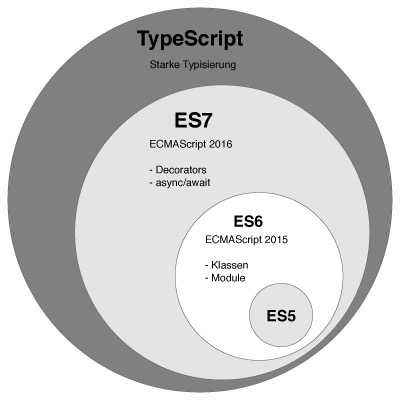 TypeScript
Starke Typisierung
ES7
ECMAScript 2016
- Decorators
- async/await
ES6
ECMAScript 2015
- Klassen
- Module
ES5